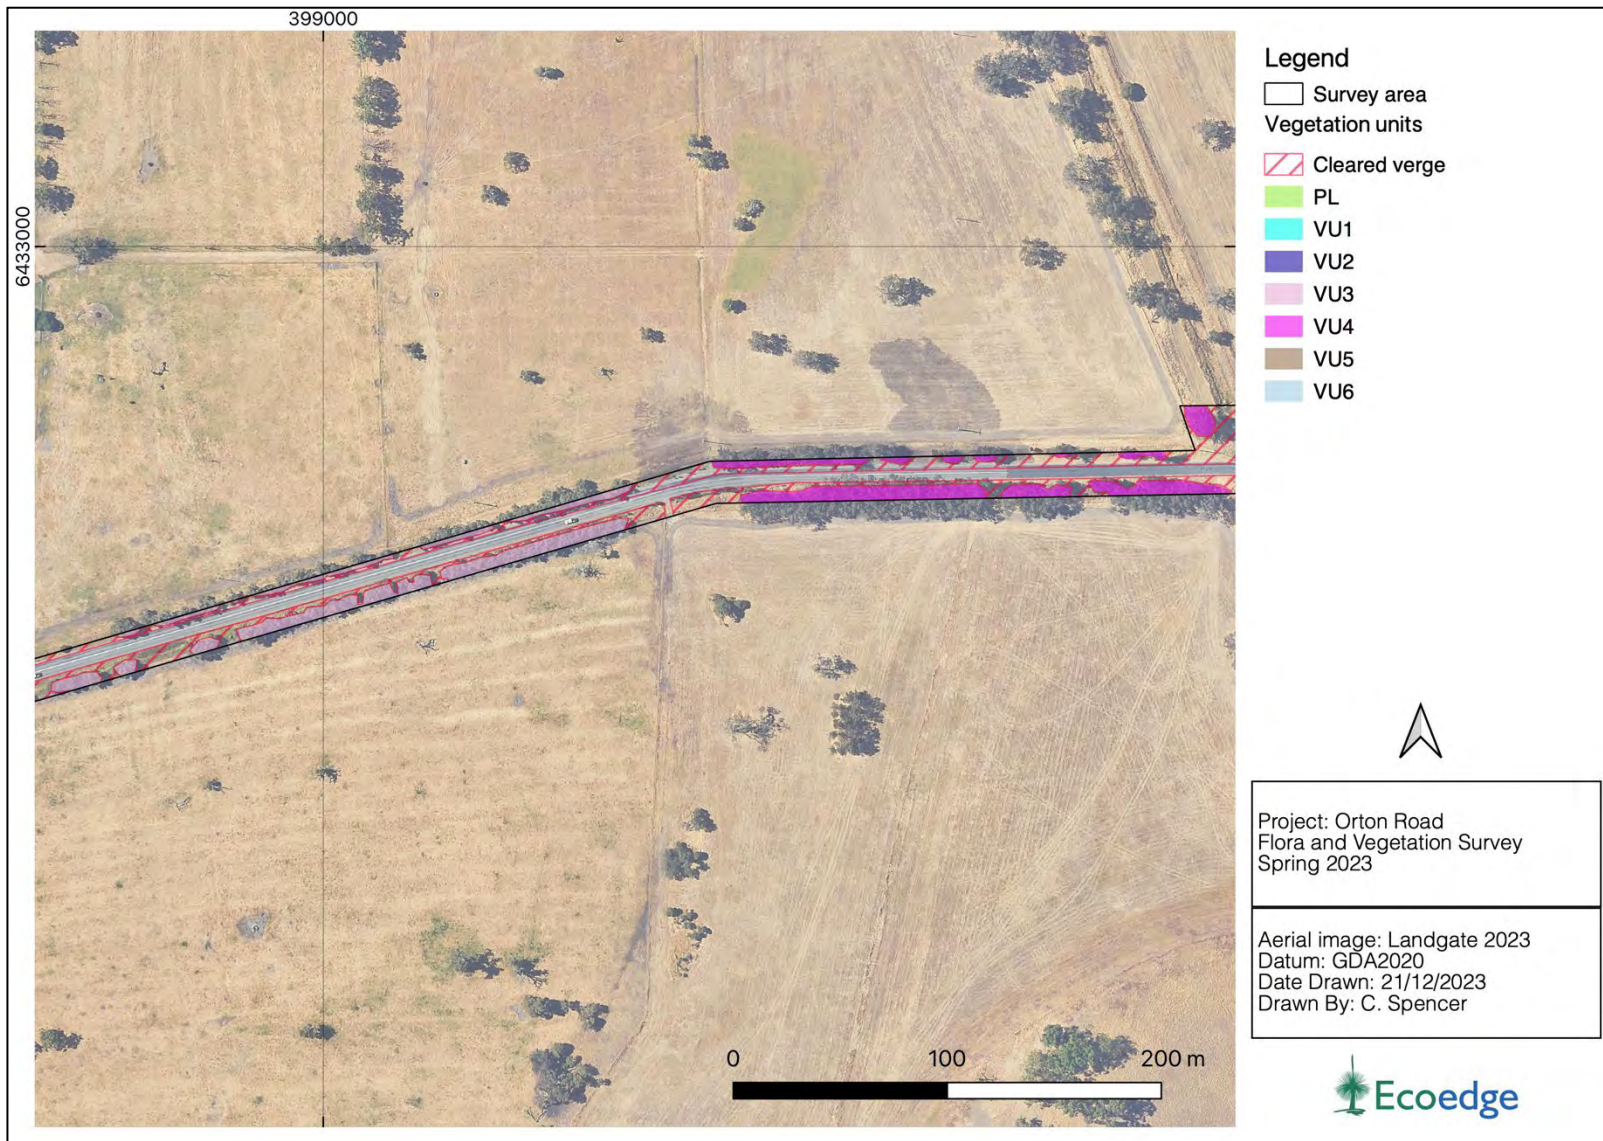 399000
6433000
Legend
Survey area
Vegetation units
Cleared verge
PL
VU1
VU2
VU3
VU4
VU5
VU6
Project: Orton Road
Flora and Vegetation Survey
Spring 2023
Aerial image: Landgate 2023
Datum: GDA2020
Date Drawn: 21/12/2023
Drawn By: C. Spencer
0 100 200 m
Ecoedge